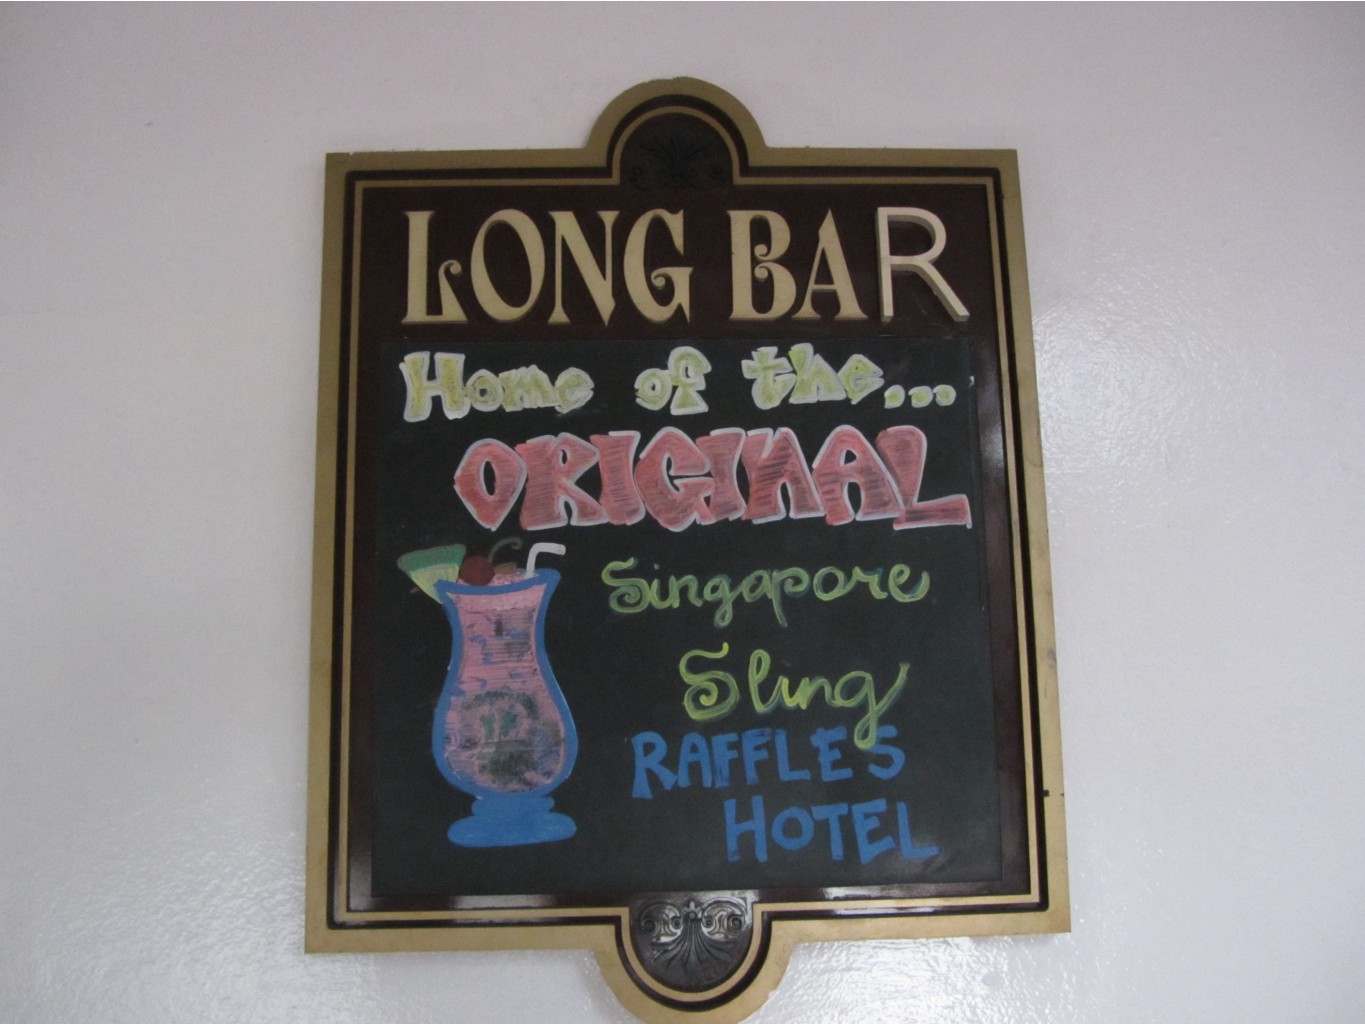 LONG BAR
Home of the...
ORIGINAL
Singapore
Sling
RAFFLES
HOTEL